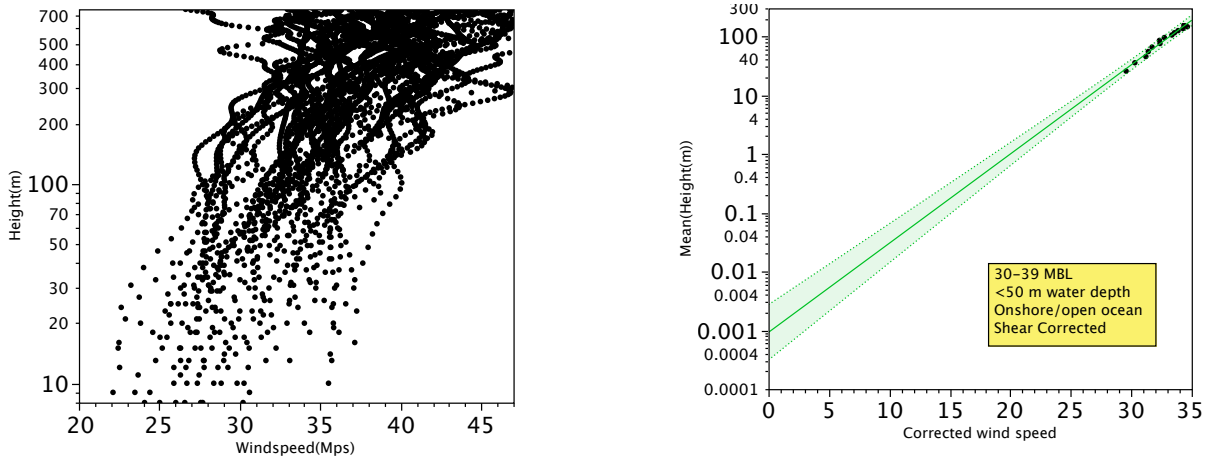 700
500
400
300
200
100
70
50
30
20
10
Height(m)
20 25 30 35 40 45
Windspeed(Mps)
300
100
40
10
4
1
0.4
0.1
0.04
0.01
0.004
0.001
0.0004
0.0001
Mean(Height(m))
30–39 MBL
<50 m water depth
Onshore/open ocean
Shear Corrected
0 5 10 15 20 25 30 35
Corrected wind speed